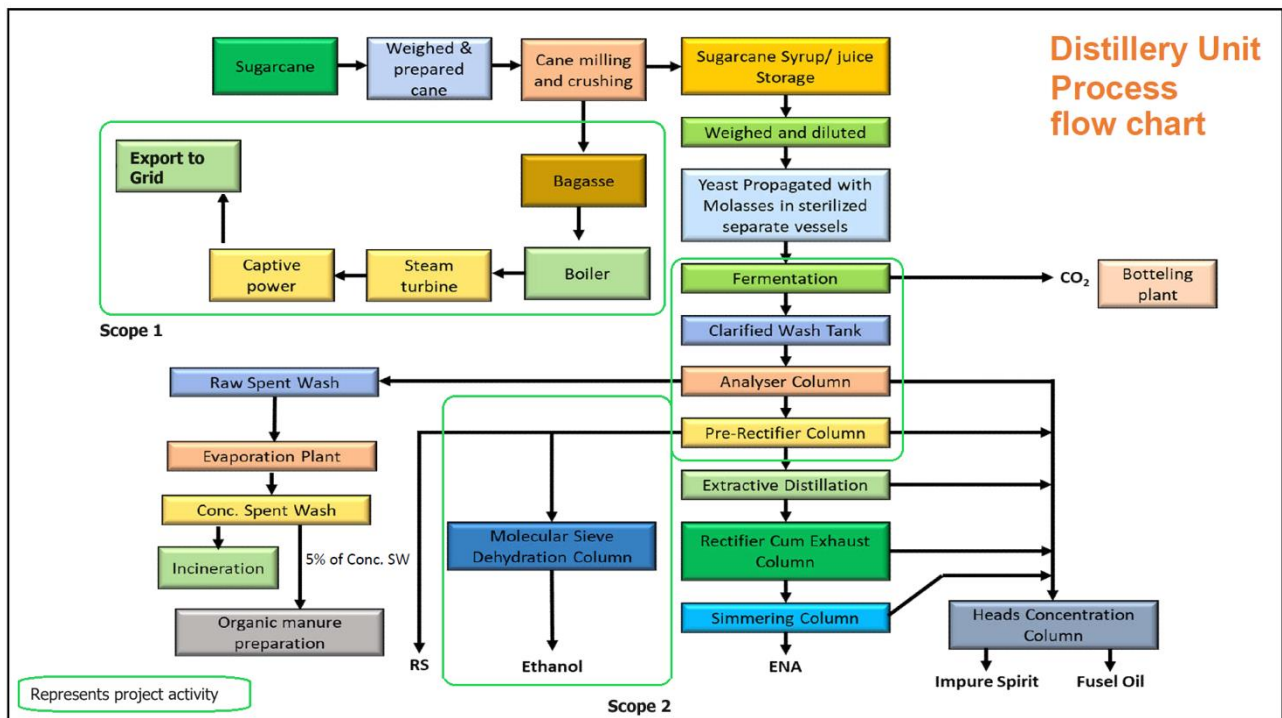 Distillery Unit
Process
flow chart
Sugarcane
Weighed &
prepared
cane
Cane milling
and crushing
Sugarcane Syrup/ juice
Storage
Weighed and diluted
Yeast Propagated with
Molasses in sterilized
separate vessels
Export to
Grid
Bagasse
Captive
power
Steam
turbine
Boiler
Scope 1
Fermentation
CO₂
Botteling
plant
Clarified Wash Tank
Raw Spent Wash
Analyser Column
Pre-Rectifier Column
Evaporation Plant
Extractive Distillation
Conc. Spent Wash
Molecular Sieve
Dehydration Column
Rectifier Cum Exhaust
Column
Incineration
5% of Conc. SW
Organic manure
preparation
Simmering Column
Heads Concentration
Column
RS
Ethanol
ENA
Impure Spirit
Fusel Oil
Represents project activity
Scope 2